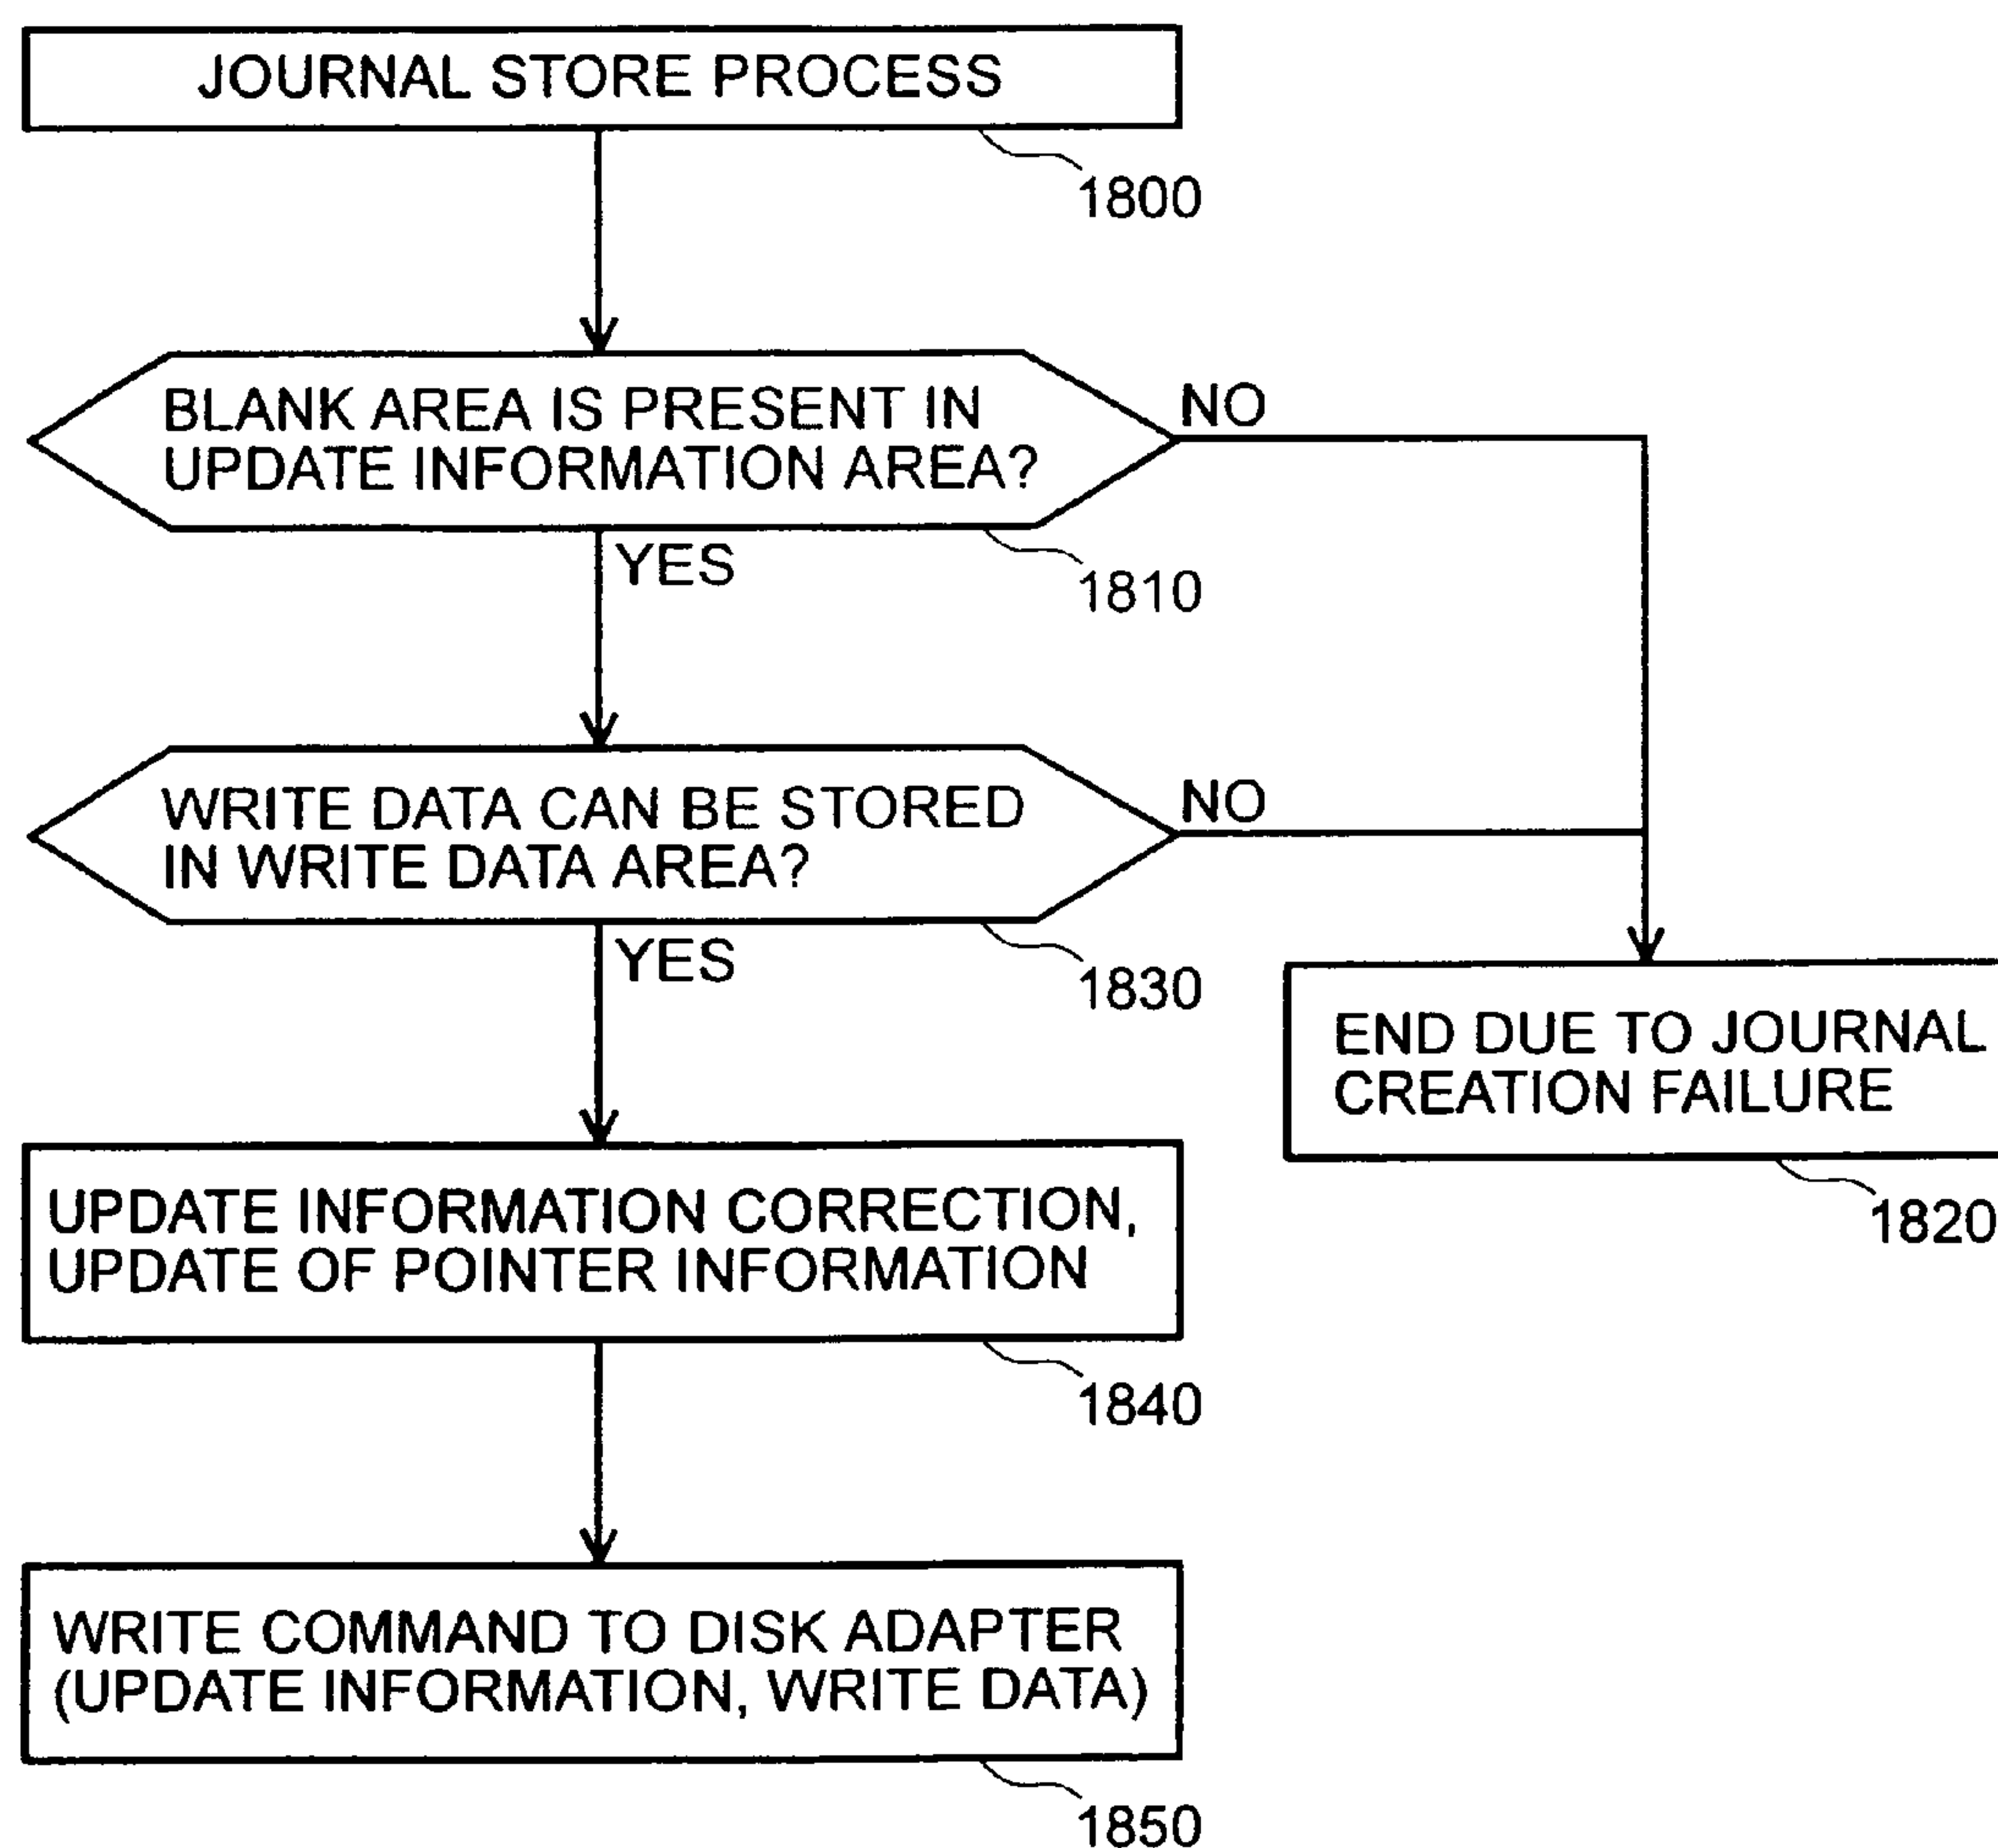 JOURNAL STORE PROCESS
1800
BLANK AREA IS PRESENT IN
UPDATE INFORMATION AREA?
NO
YES
1810
WRITE DATA CAN BE STORED
IN WRITE DATA AREA?
NO
YES
1830
END DUE TO JOURNAL
CREATION FAILURE
1820
UPDATE INFORMATION CORRECTION,
UPDATE OF POINTER INFORMATION
1840
WRITE COMMAND TO DISK ADAPTER
(UPDATE INFORMATION, WRITE DATA)
1850